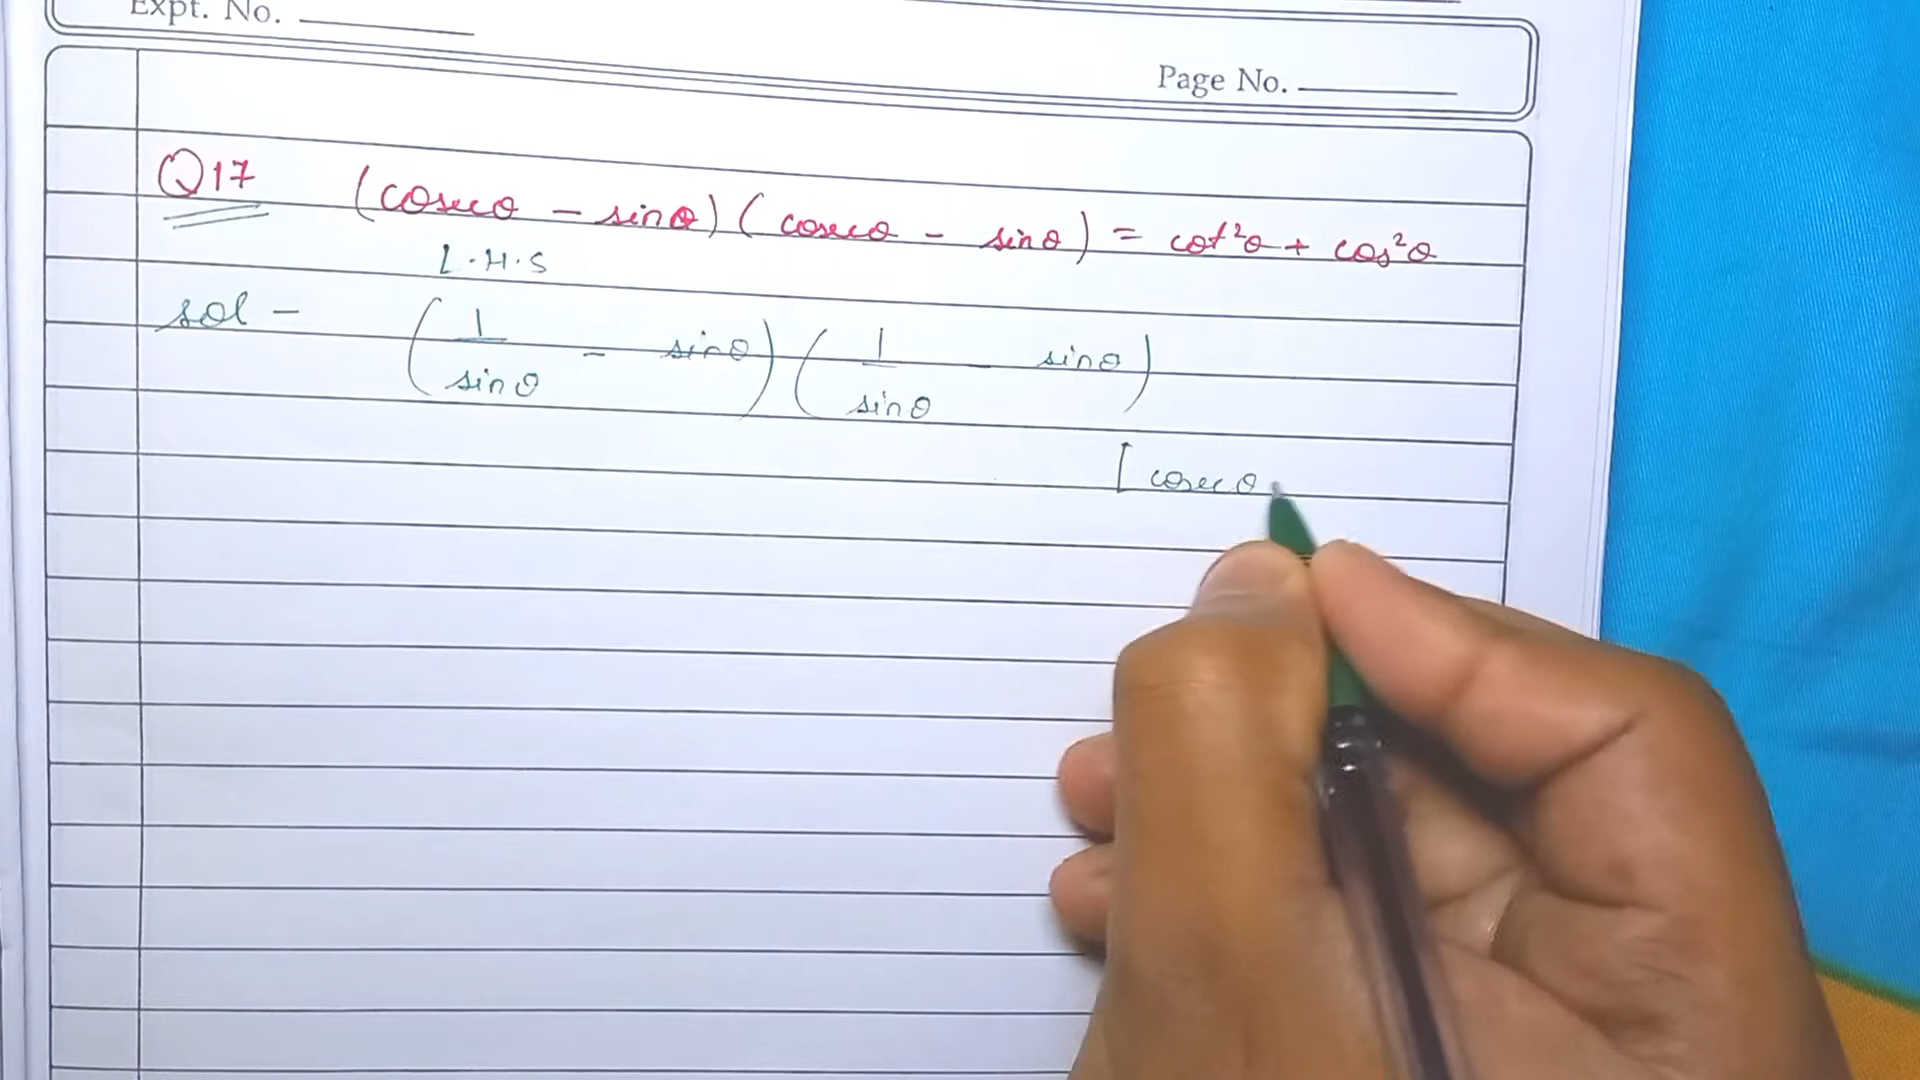 Expt. No.
Page No.
Q17 (cosecθ - sinθ)(cosecθ - sinθ) = cot²θ + cos²θ
L.H.S
sol - (1/sinθ - sinθ)(1/sinθ - sinθ)
[cosecθ